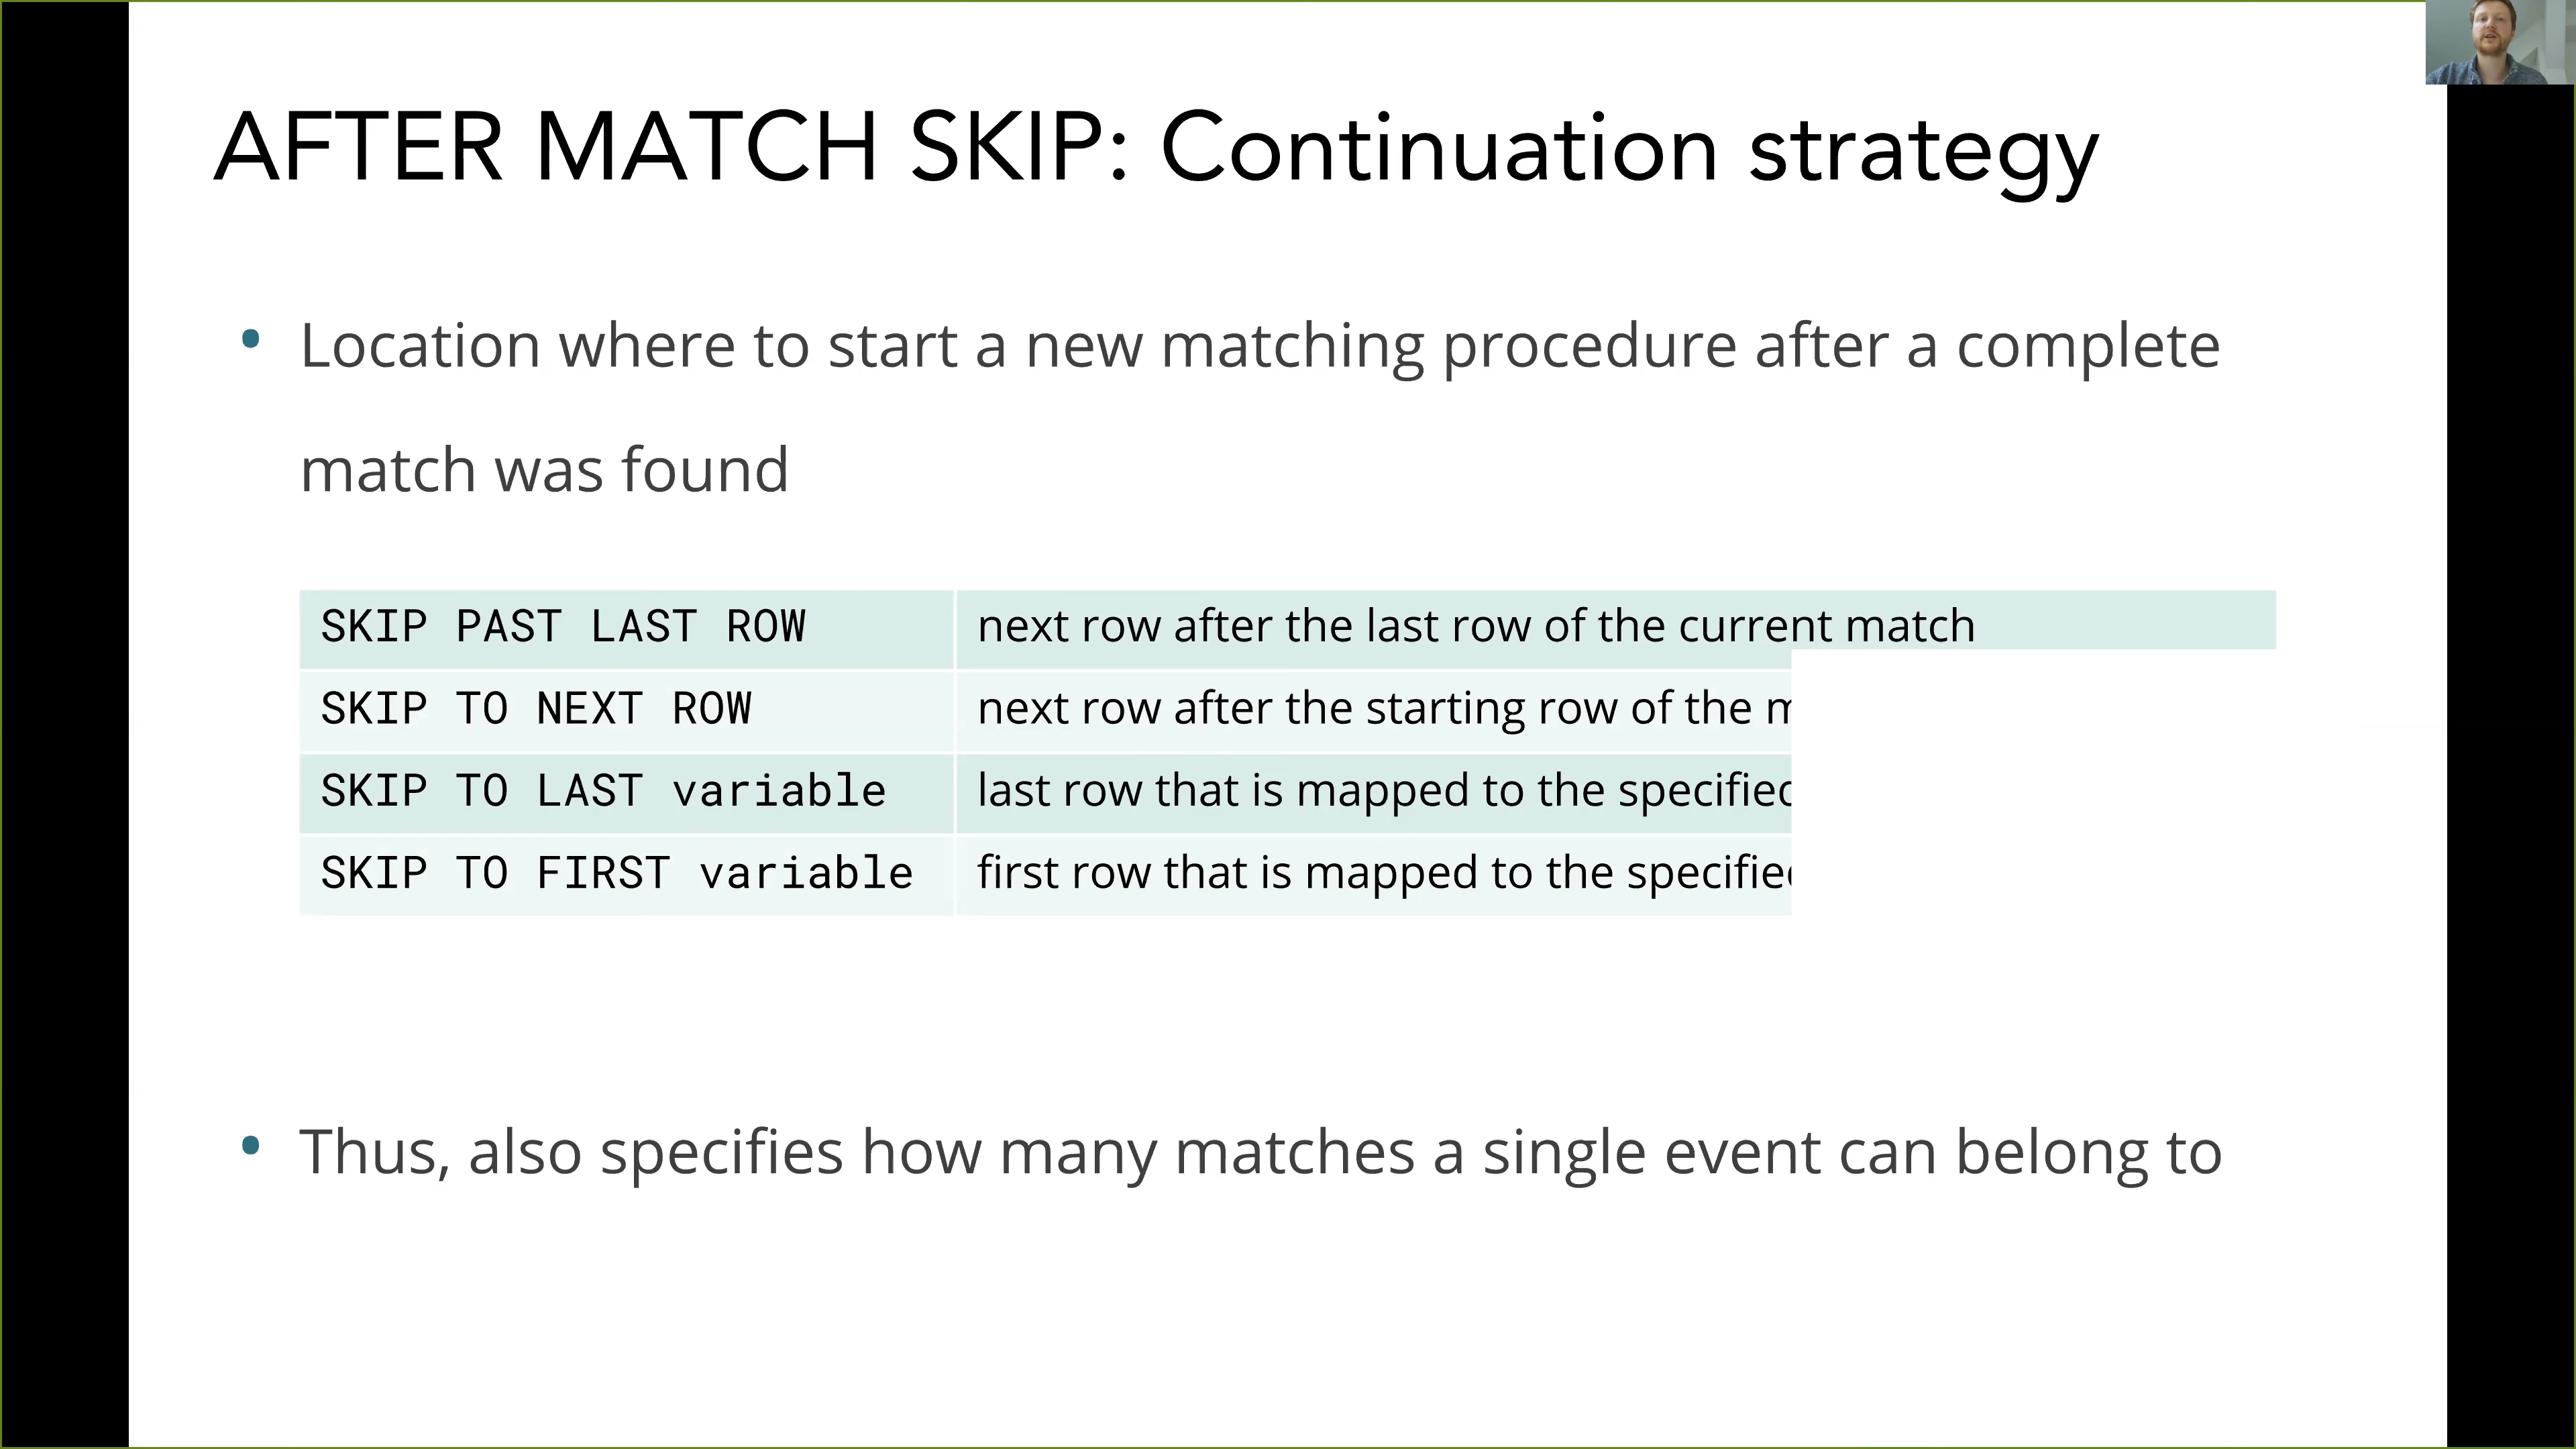 AFTER MATCH SKIP: Continuation strategy
• Location where to start a new matching procedure after a complete
match was found
SKIP PAST LAST ROW next row after the last row of the current match
SKIP TO NEXT ROW next row after the starting row of the
SKIP TO LAST variable last row that is mapped to the
SKIP TO FIRST variable first row that is mapped to the
• Thus, also specifies how many matches a single event can belong to